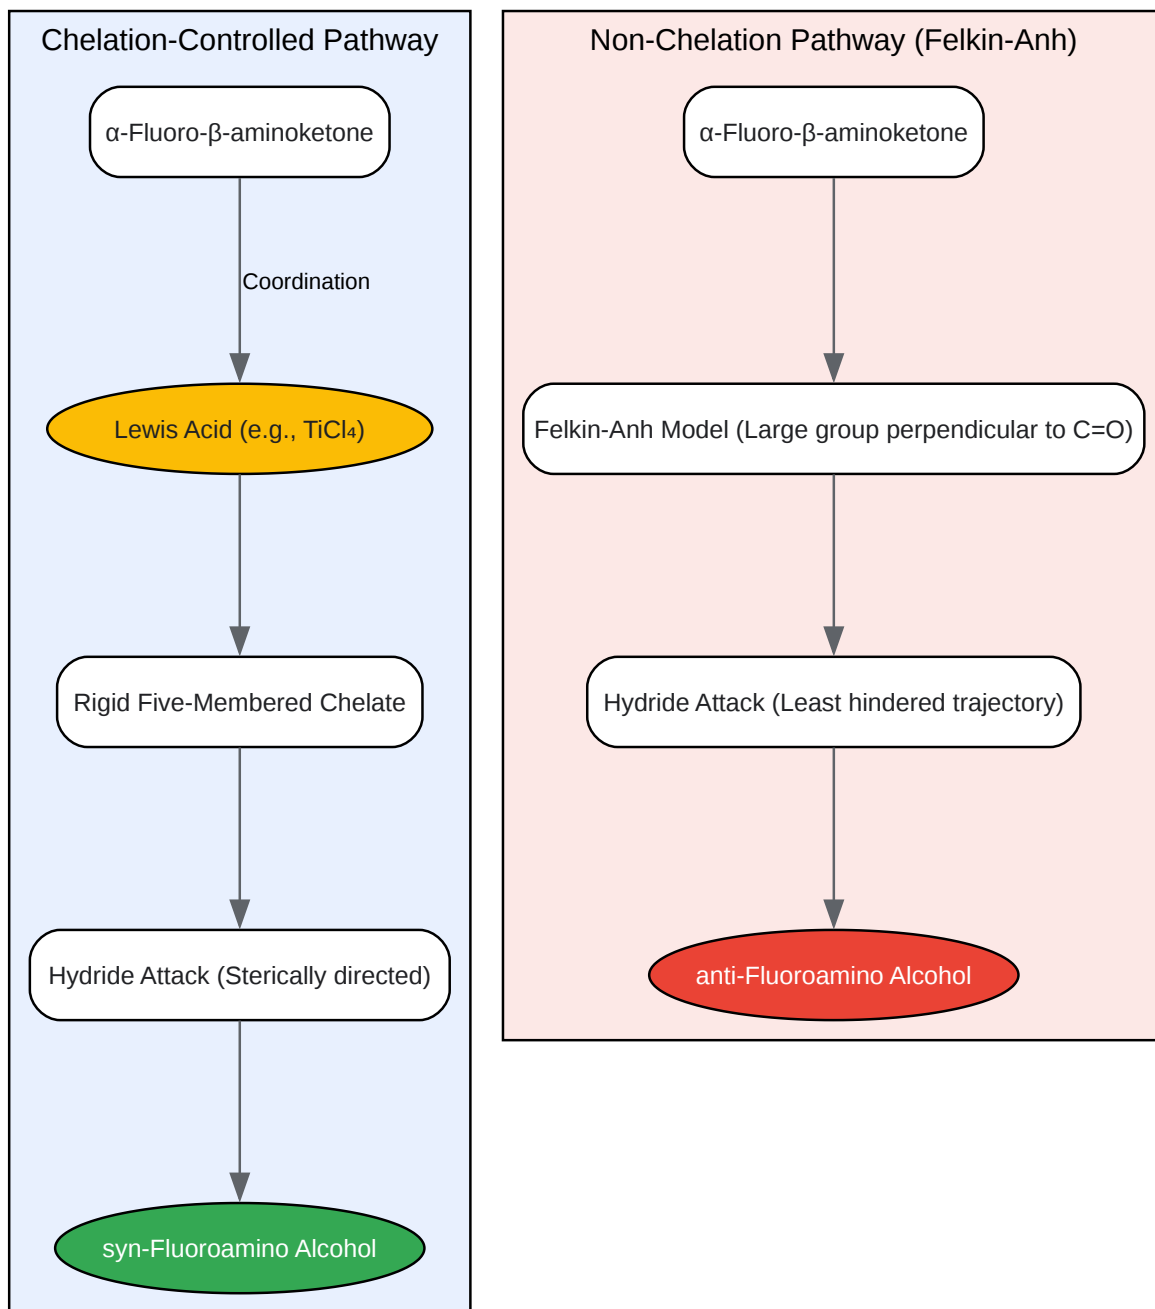 Chelation-Controlled Pathway
α-Fluoro-β-aminoketone
Coordination
Lewis Acid (e.g., TiCl₄)
Rigid Five-Membered Chelate
Hydride Attack (Sterically directed)
syn-Fluoroamino Alcohol
Non-Chelation Pathway (Felkin-Anh)
α-Fluoro-β-aminoketone
Felkin-Anh Model (Large group perpendicular to C=O)
Hydride Attack (Least hindered trajectory)
anti-Fluoroamino Alcohol